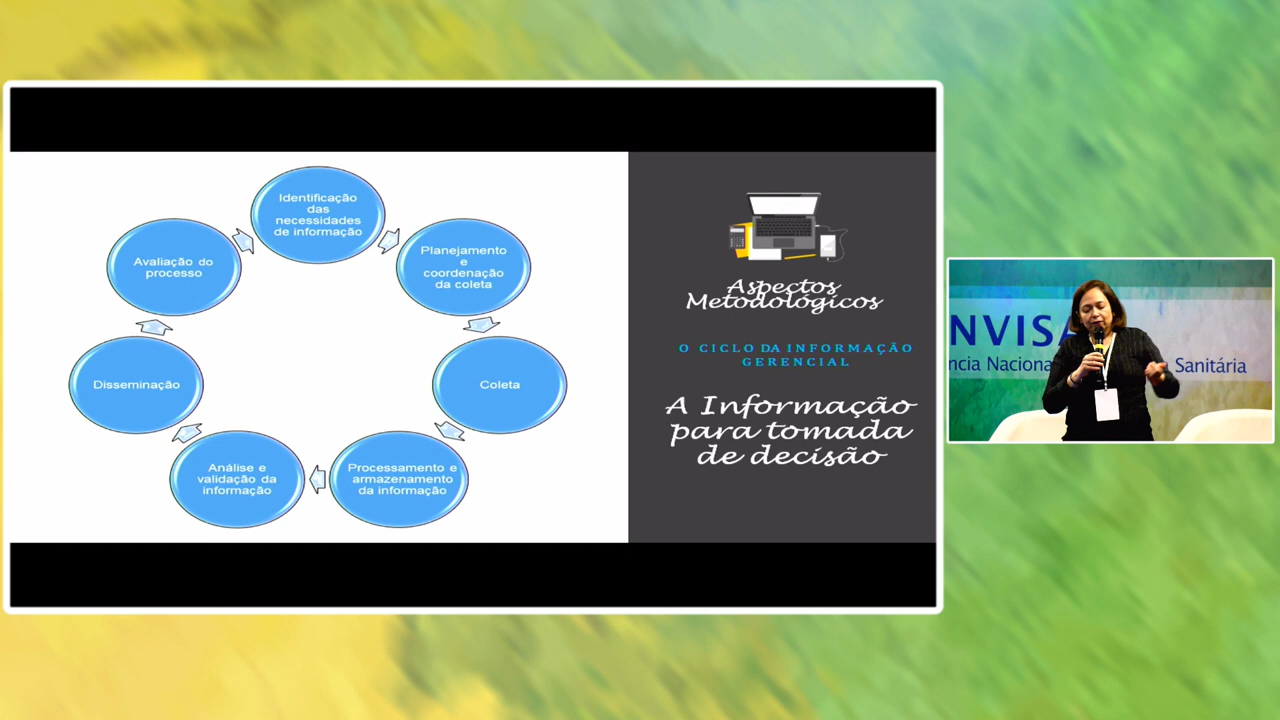 Identificação
das
necessidades
de informação
Planejamento
e
coordenação
da coleta
Coleta
Processamento e
armazenamento
da informação
Análise e
validação da
informação
Disseminação
Avaliação do
processo
Aspectos
Metodológicos
O CICLO DA INFORMAÇÃO
GERENCIAL
A Informação
para tomada
de decisão
NVISA
ncia Naciona Sanitária